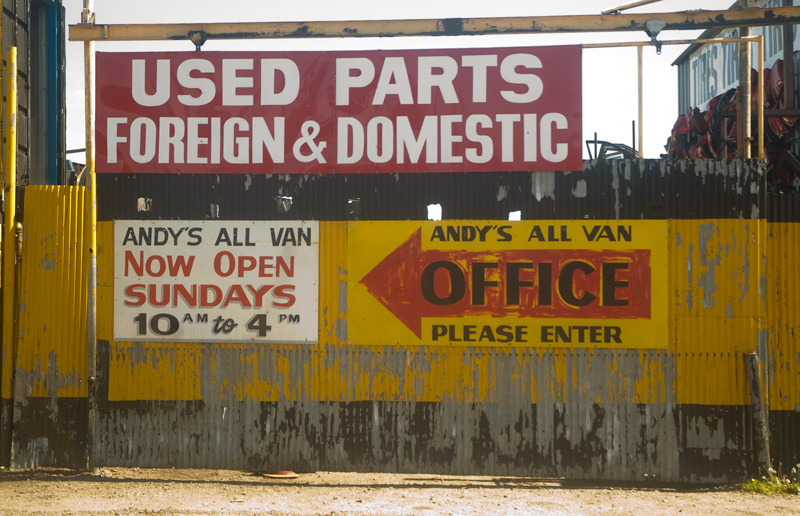 USED PARTS
FOREIGN & DOMESTIC
ANDY'S ALL VAN
NOW OPEN
SUNDAYS
10 AM to 4 PM
ANDY'S ALL VAN
OFFICE
PLEASE ENTER